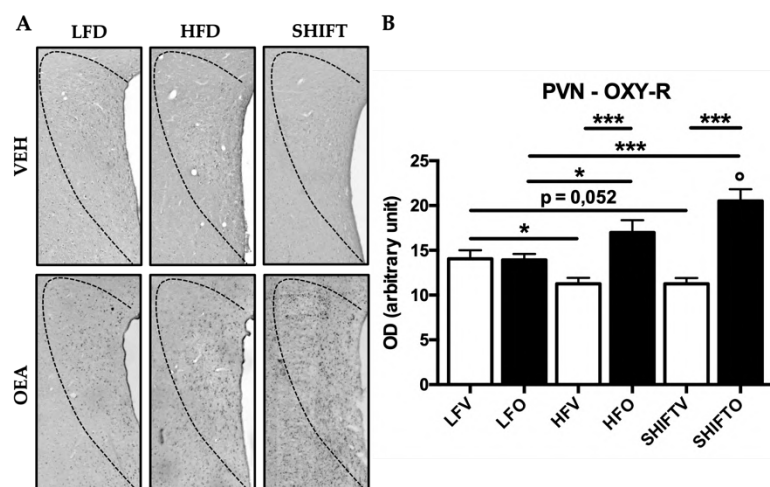 A
LFD HFD SHIFT
VEH
OEA
B
PVN - OXY-R
*** ***
***
*
p = 0,052
*
°
OD (arbitrary unit)
25
20
15
10
5
0
LFV LFO HFV HFO SHIFTV SHIFTO